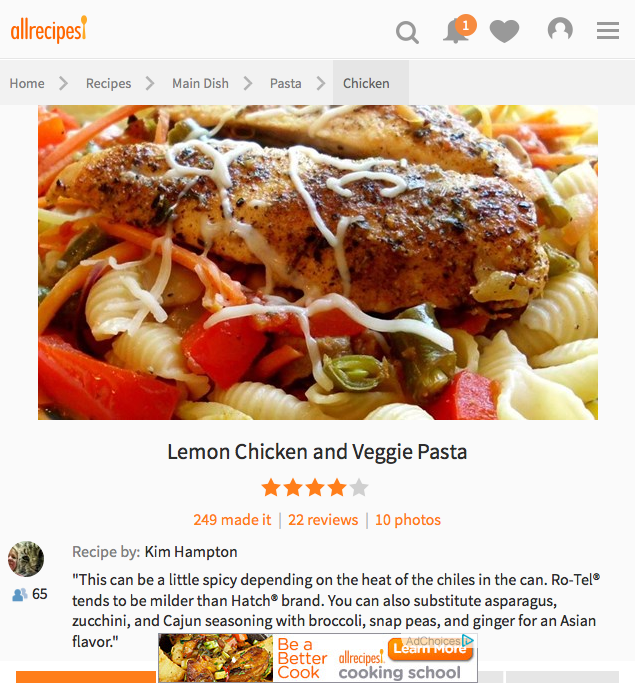 allrecipes!
1
Home Recipes Main Dish Pasta Chicken
Lemon Chicken and Veggie Pasta
249 made it | 22 reviews | 10 photos
Recipe by: Kim Hampton
65
"This can be a little spicy depending on the heat of the chiles in the can. Ro-Tel®
tends to be milder than Hatch® brand. You can also substitute asparagus,
zucchini, and Cajun seasoning with broccoli, snap peas, and ginger for an Asian
flavor."
Be a
Better
Cook
allrecipes!
cooking school
AdChoices
Learn More